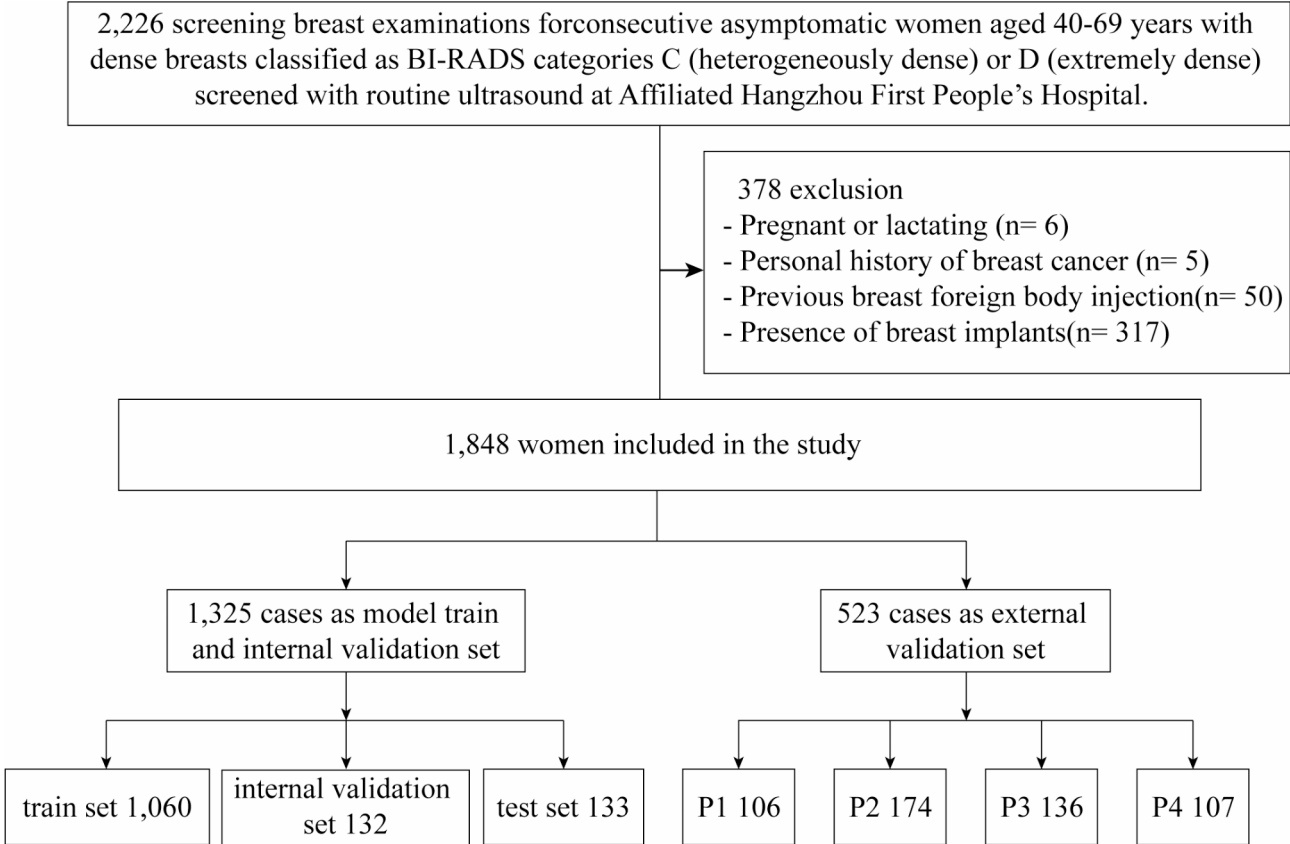 2,226 screening breast examinations forconsecutive asymptomatic women aged 40-69 years with
dense breasts classified as BI-RADS categories C (heterogeneously dense) or D (extremely dense)
screened with routine ultrasound at Affiliated Hangzhou First People’s Hospital.
378 exclusion
- Pregnant or lactating (n= 6)
- Personal history of breast cancer (n= 5)
- Previous breast foreign body injection(n= 50)
- Presence of breast implants(n= 317)
1,848 women included in the study
1,325 cases as model train
and internal validation set
523 cases as external
validation set
train set 1,060
internal validation
set 132
test set 133
P1 106
P2 174
P3 136
P4 107